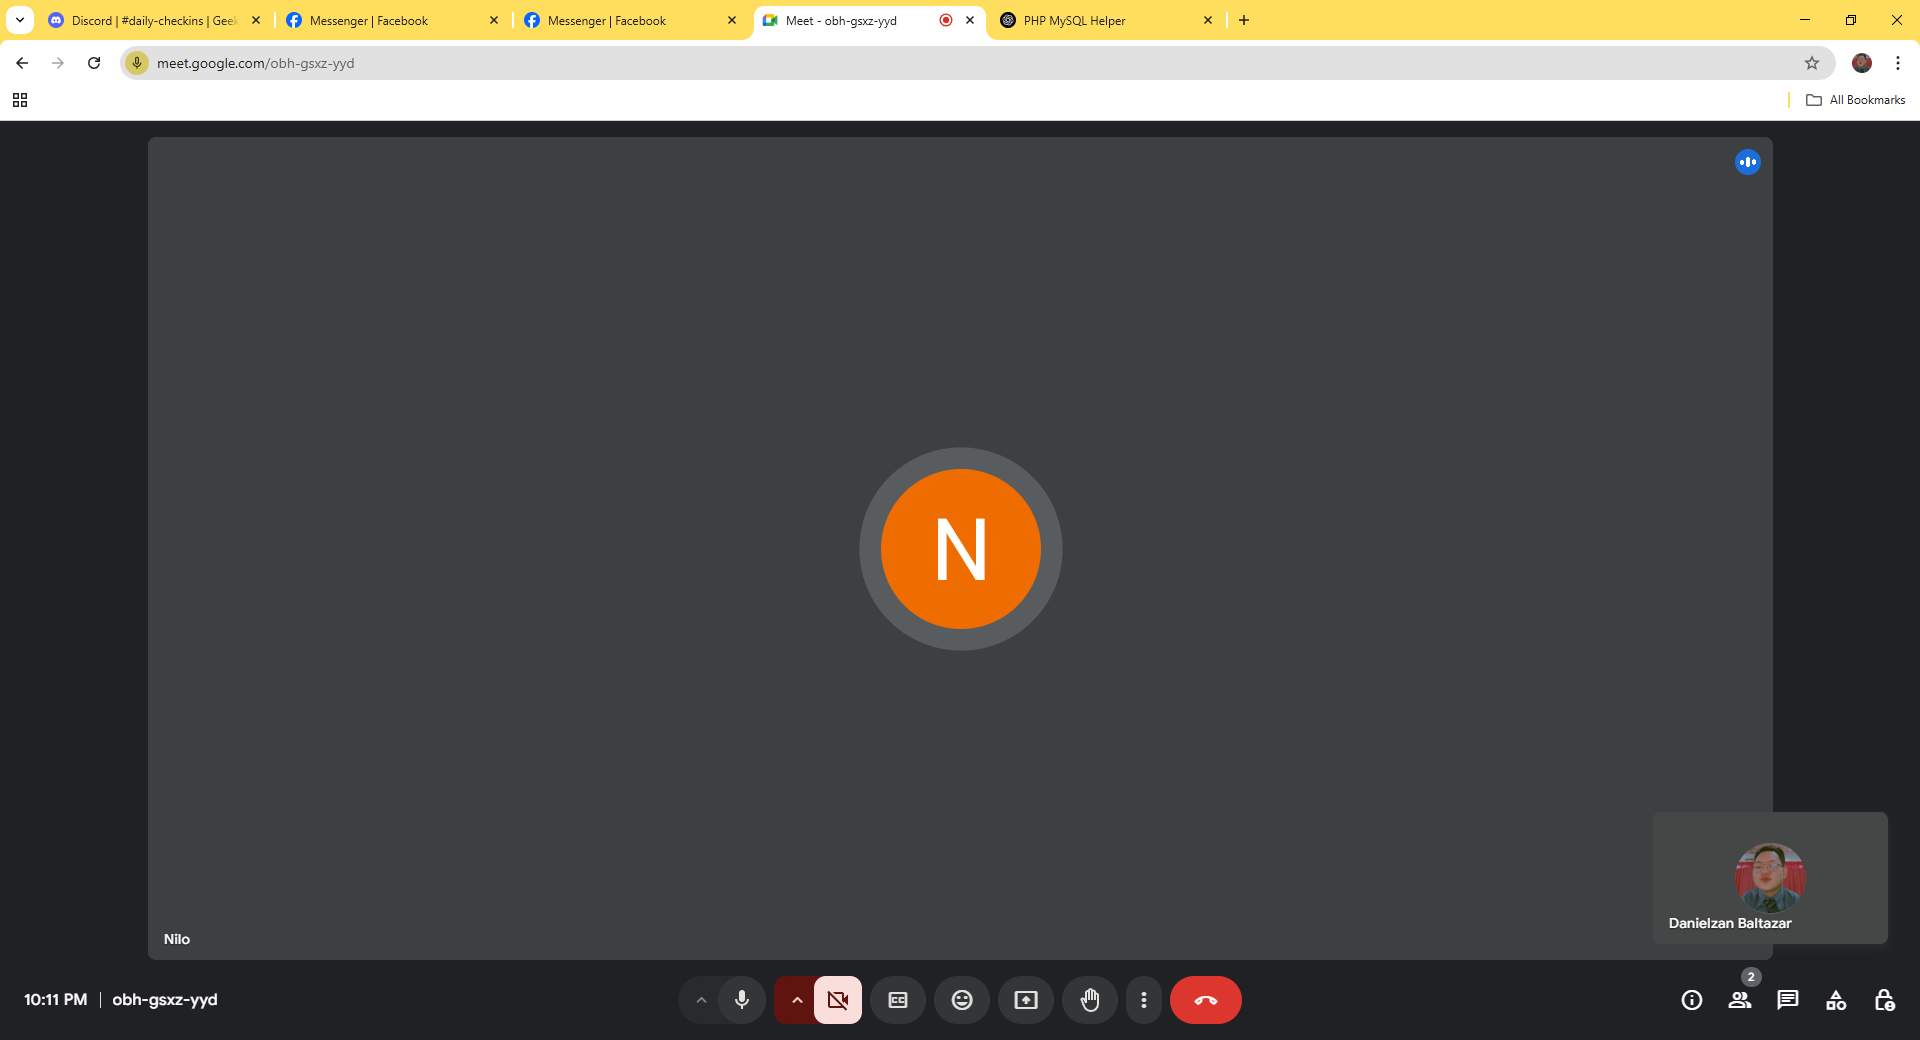 Discord | #daily-checkins | Geek
Messenger | Facebook
Messenger | Facebook
Meet - obh-gsxz-yyd
PHP MySQL Helper
meet.google.com/obh-gsxz-yyd
All Bookmarks
N
Nilo
Danielzan Baltazar
10:11 PM | obh-gsxz-yyd
CC
2